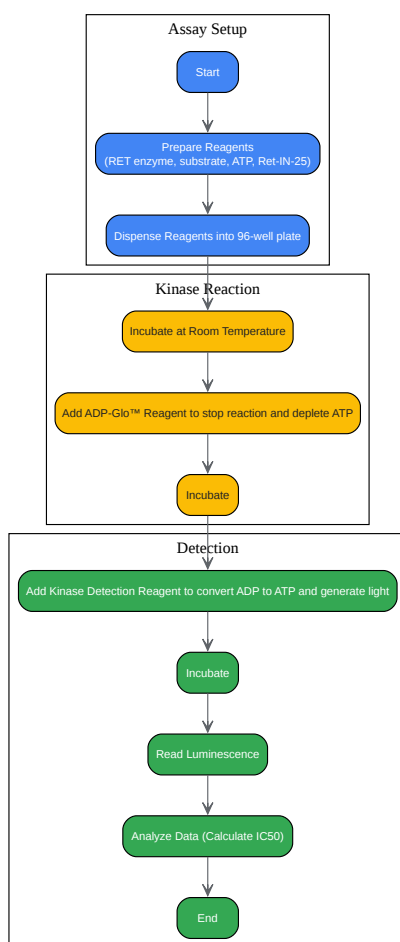 Assay Setup
Start
Prepare Reagents
(RET enzyme, substrate, ATP, Ret-IN-25)
Dispense Reagents into 96-well plate
Kinase Reaction
Incubate at Room Temperature
Add ADP-Glo™ Reagent to stop reaction and deplete ATP
Incubate
Detection
Add Kinase Detection Reagent to convert ADP to ATP and generate light
Incubate
Read Luminescence
Analyze Data (Calculate IC50)
End